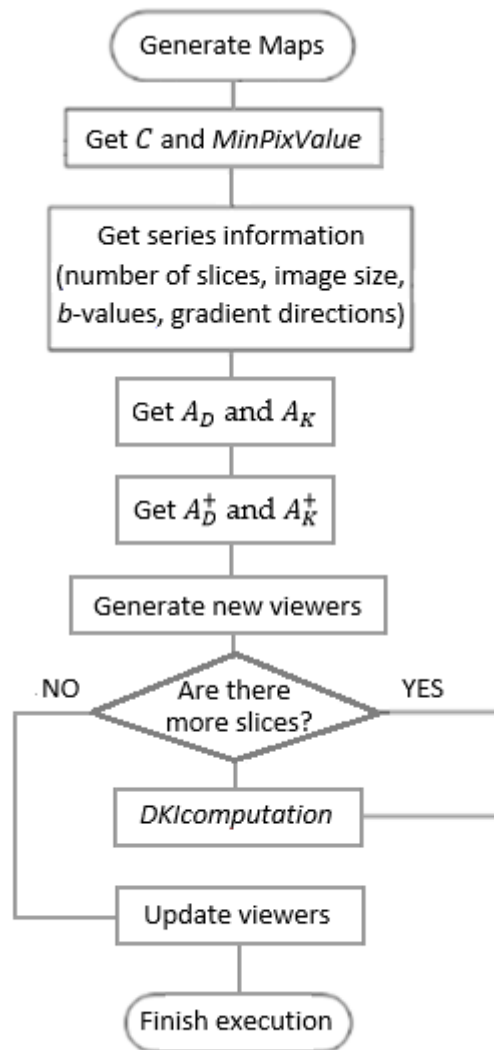 Generate Maps
Get C and MinPixValue
Get series information
(number of slices, image size,
b-values, gradient directions)
Get A_D and A_K
Get A_D^+ and A_K^+
Generate new viewers
NO
Are there
more slices?
YES
DKIcomputation
Update viewers
Finish execution